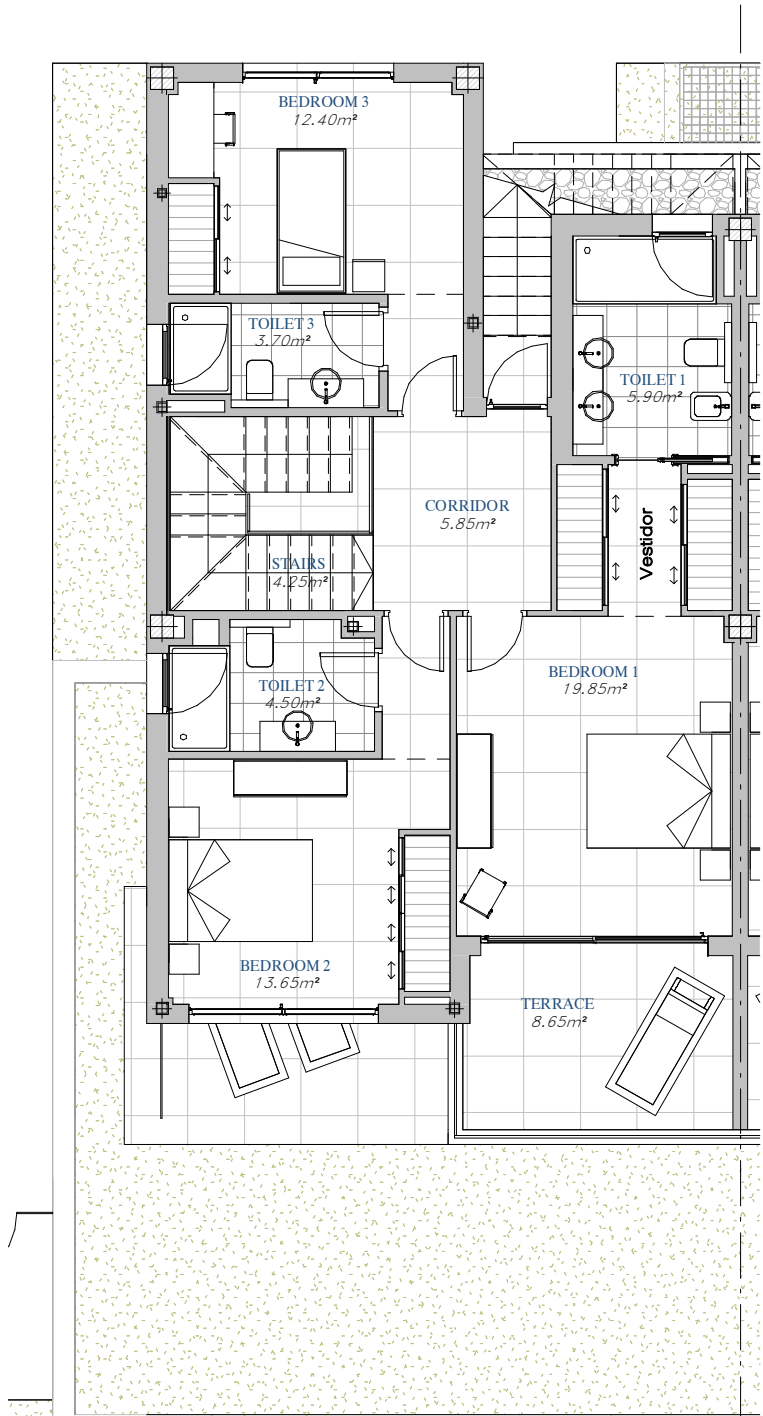 BEDROOM 3
12.40m²
TOILET 3
3.70m²
TOILET 1
5.90m²
CORRIDOR
5.85m²
Vestidor
STAIRS
4.25m²
BEDROOM 1
19.85m²
TOILET 2
4.50m²
BEDROOM 2
13.65m²
TERRACE
8.65m²